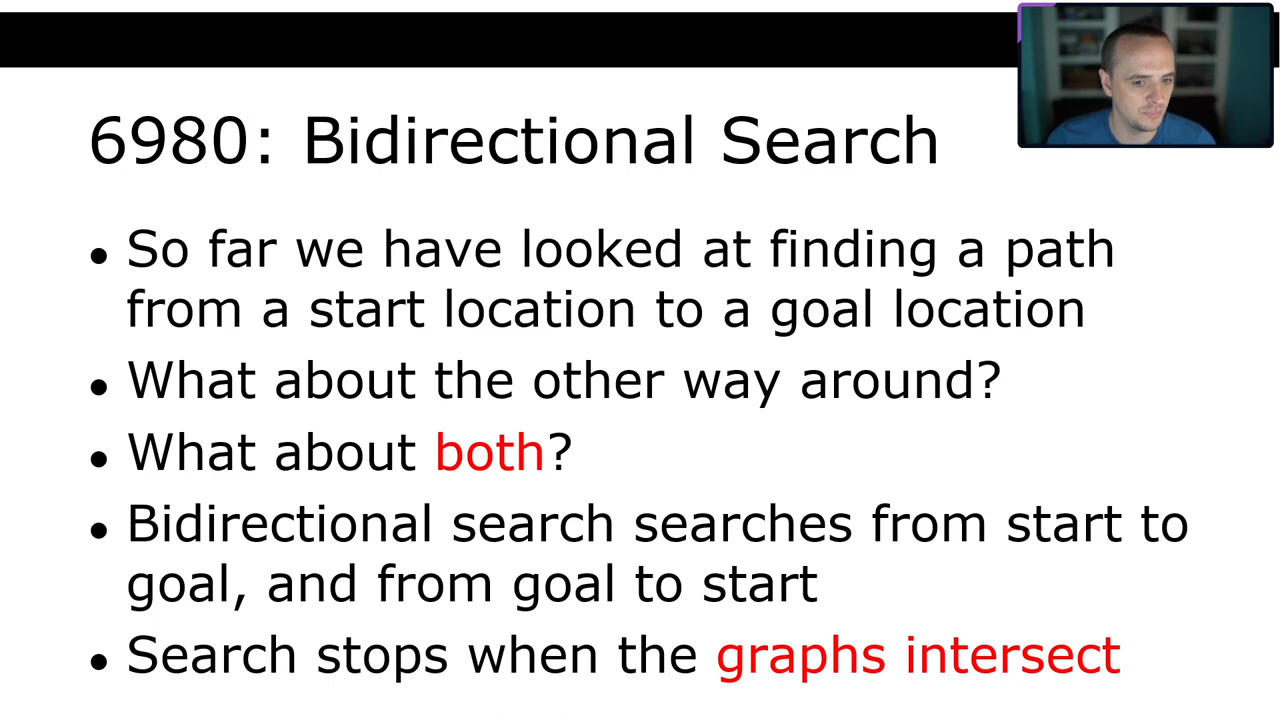 6980: Bidirectional Search
• So far we have looked at finding a path
from a start location to a goal location
• What about the other way around?
• What about both?
• Bidirectional search searches from start to
goal, and from goal to start
• Search stops when the graphs intersect